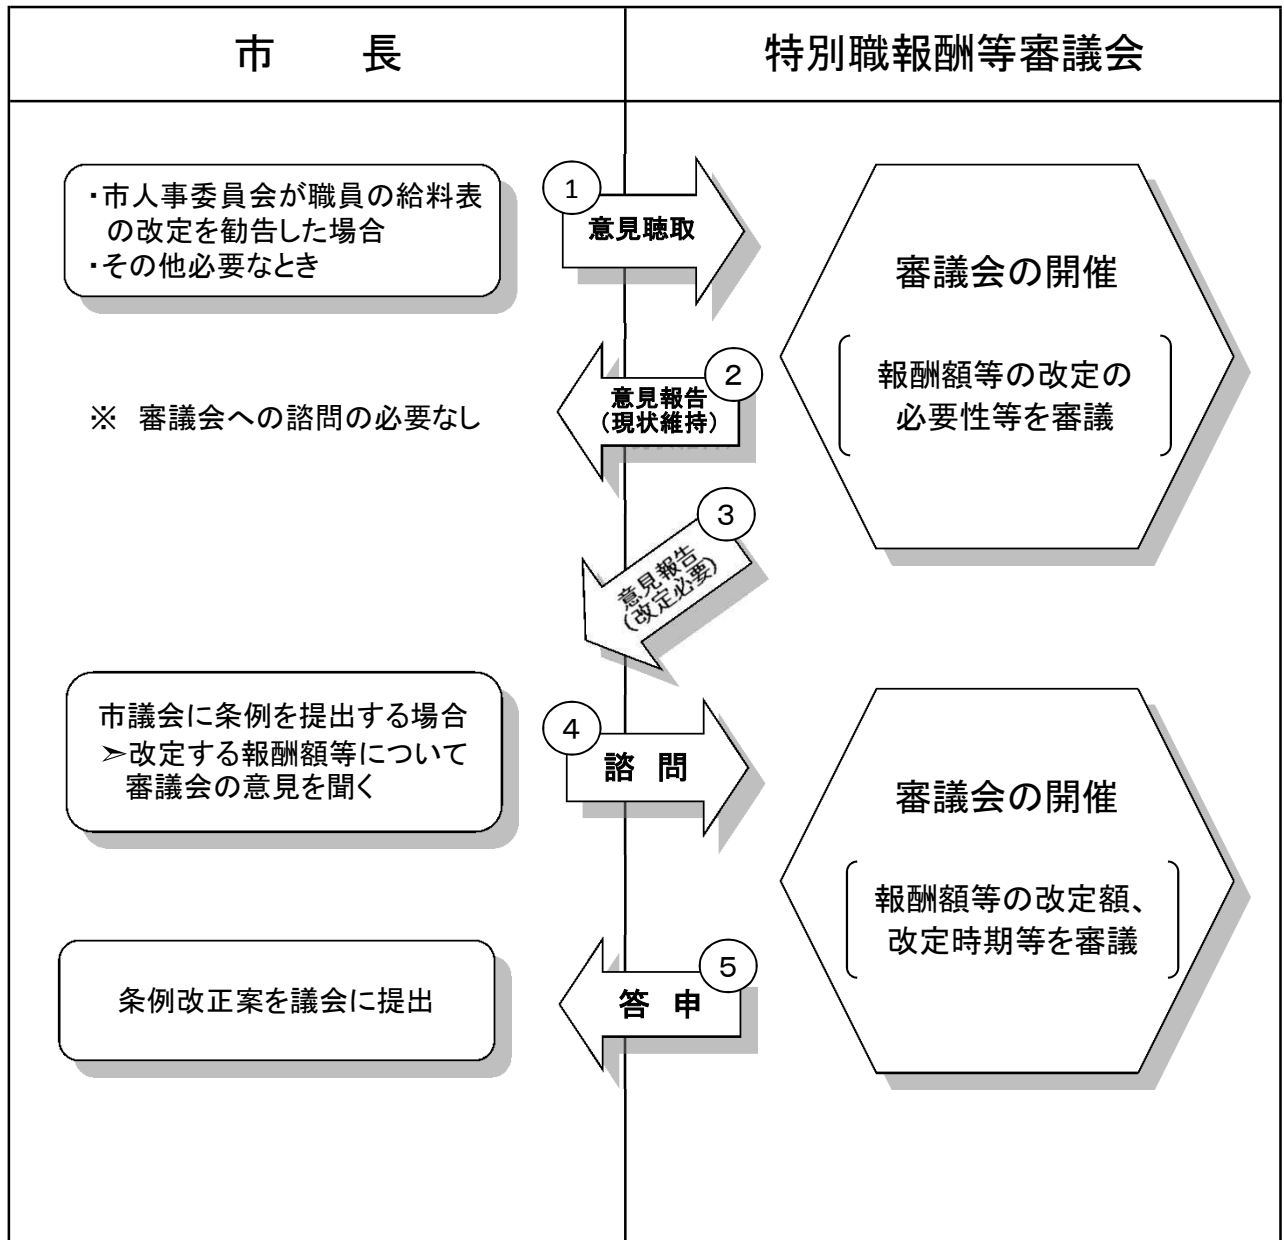 市　長
特別職報酬等審議会
・市人事委員会が職員の給料表
の改定を勧告した場合
・その他必要なとき
1
意見聴取
審議会の開催
報酬額等の改定の
必要性等を審議
2
意見報告
（現状維持）
※　審議会への諮問の必要なし
3
意見報告
（改定必要）
市議会に条例を提出する場合
➣改定する報酬額等について
審議会の意見を聞く
4
諮　問
審議会の開催
報酬額等の改定額、
改定時期等を審議
5
答　申
条例改正案を議会に提出